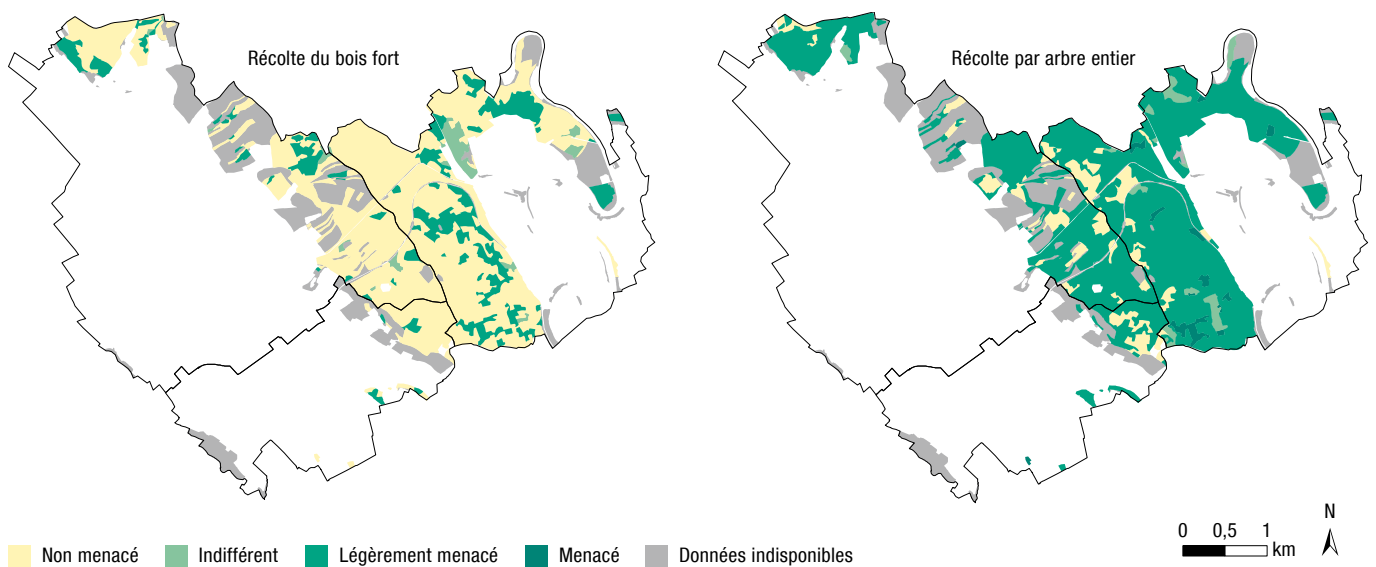 Récolte du bois fort
Récolte par arbre entier
Non menacé
Indifférent
Légèrement menacé
Menacé
Données indisponibles
0 0,5 1
km
N